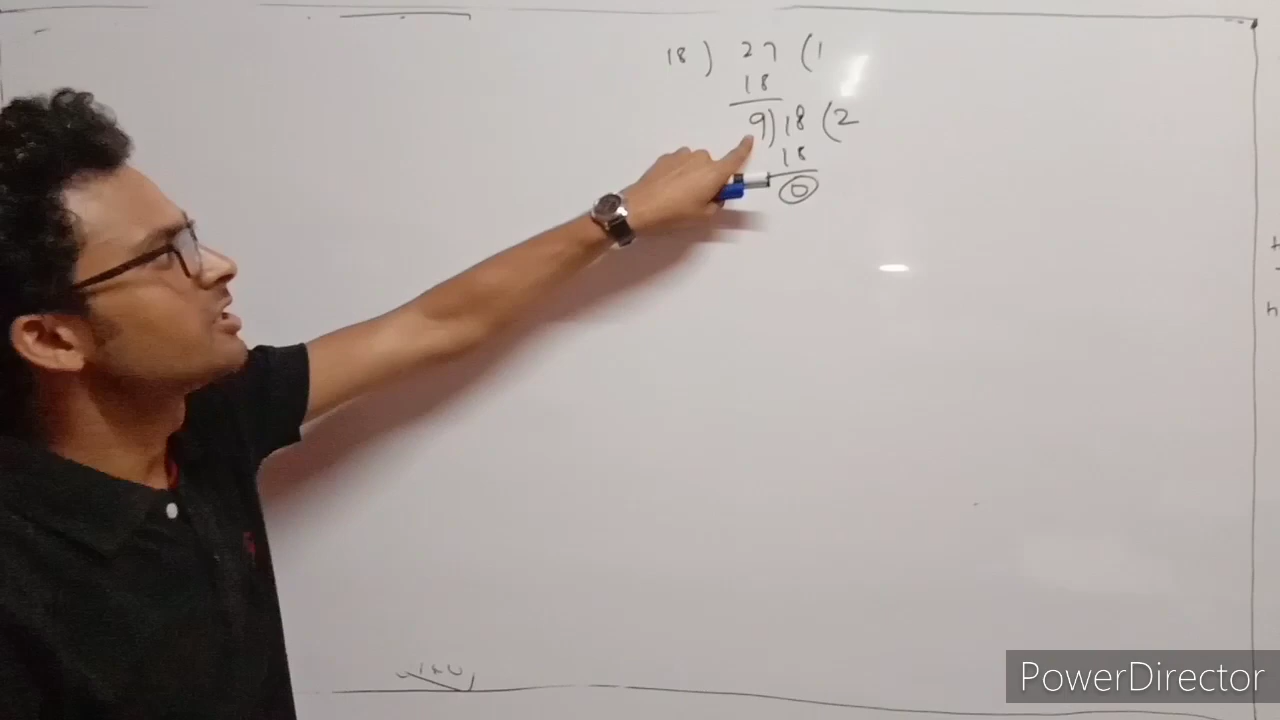 18 ) 27 ( 1
18
9 ) 18 ( 2
18
0
PowerDirector